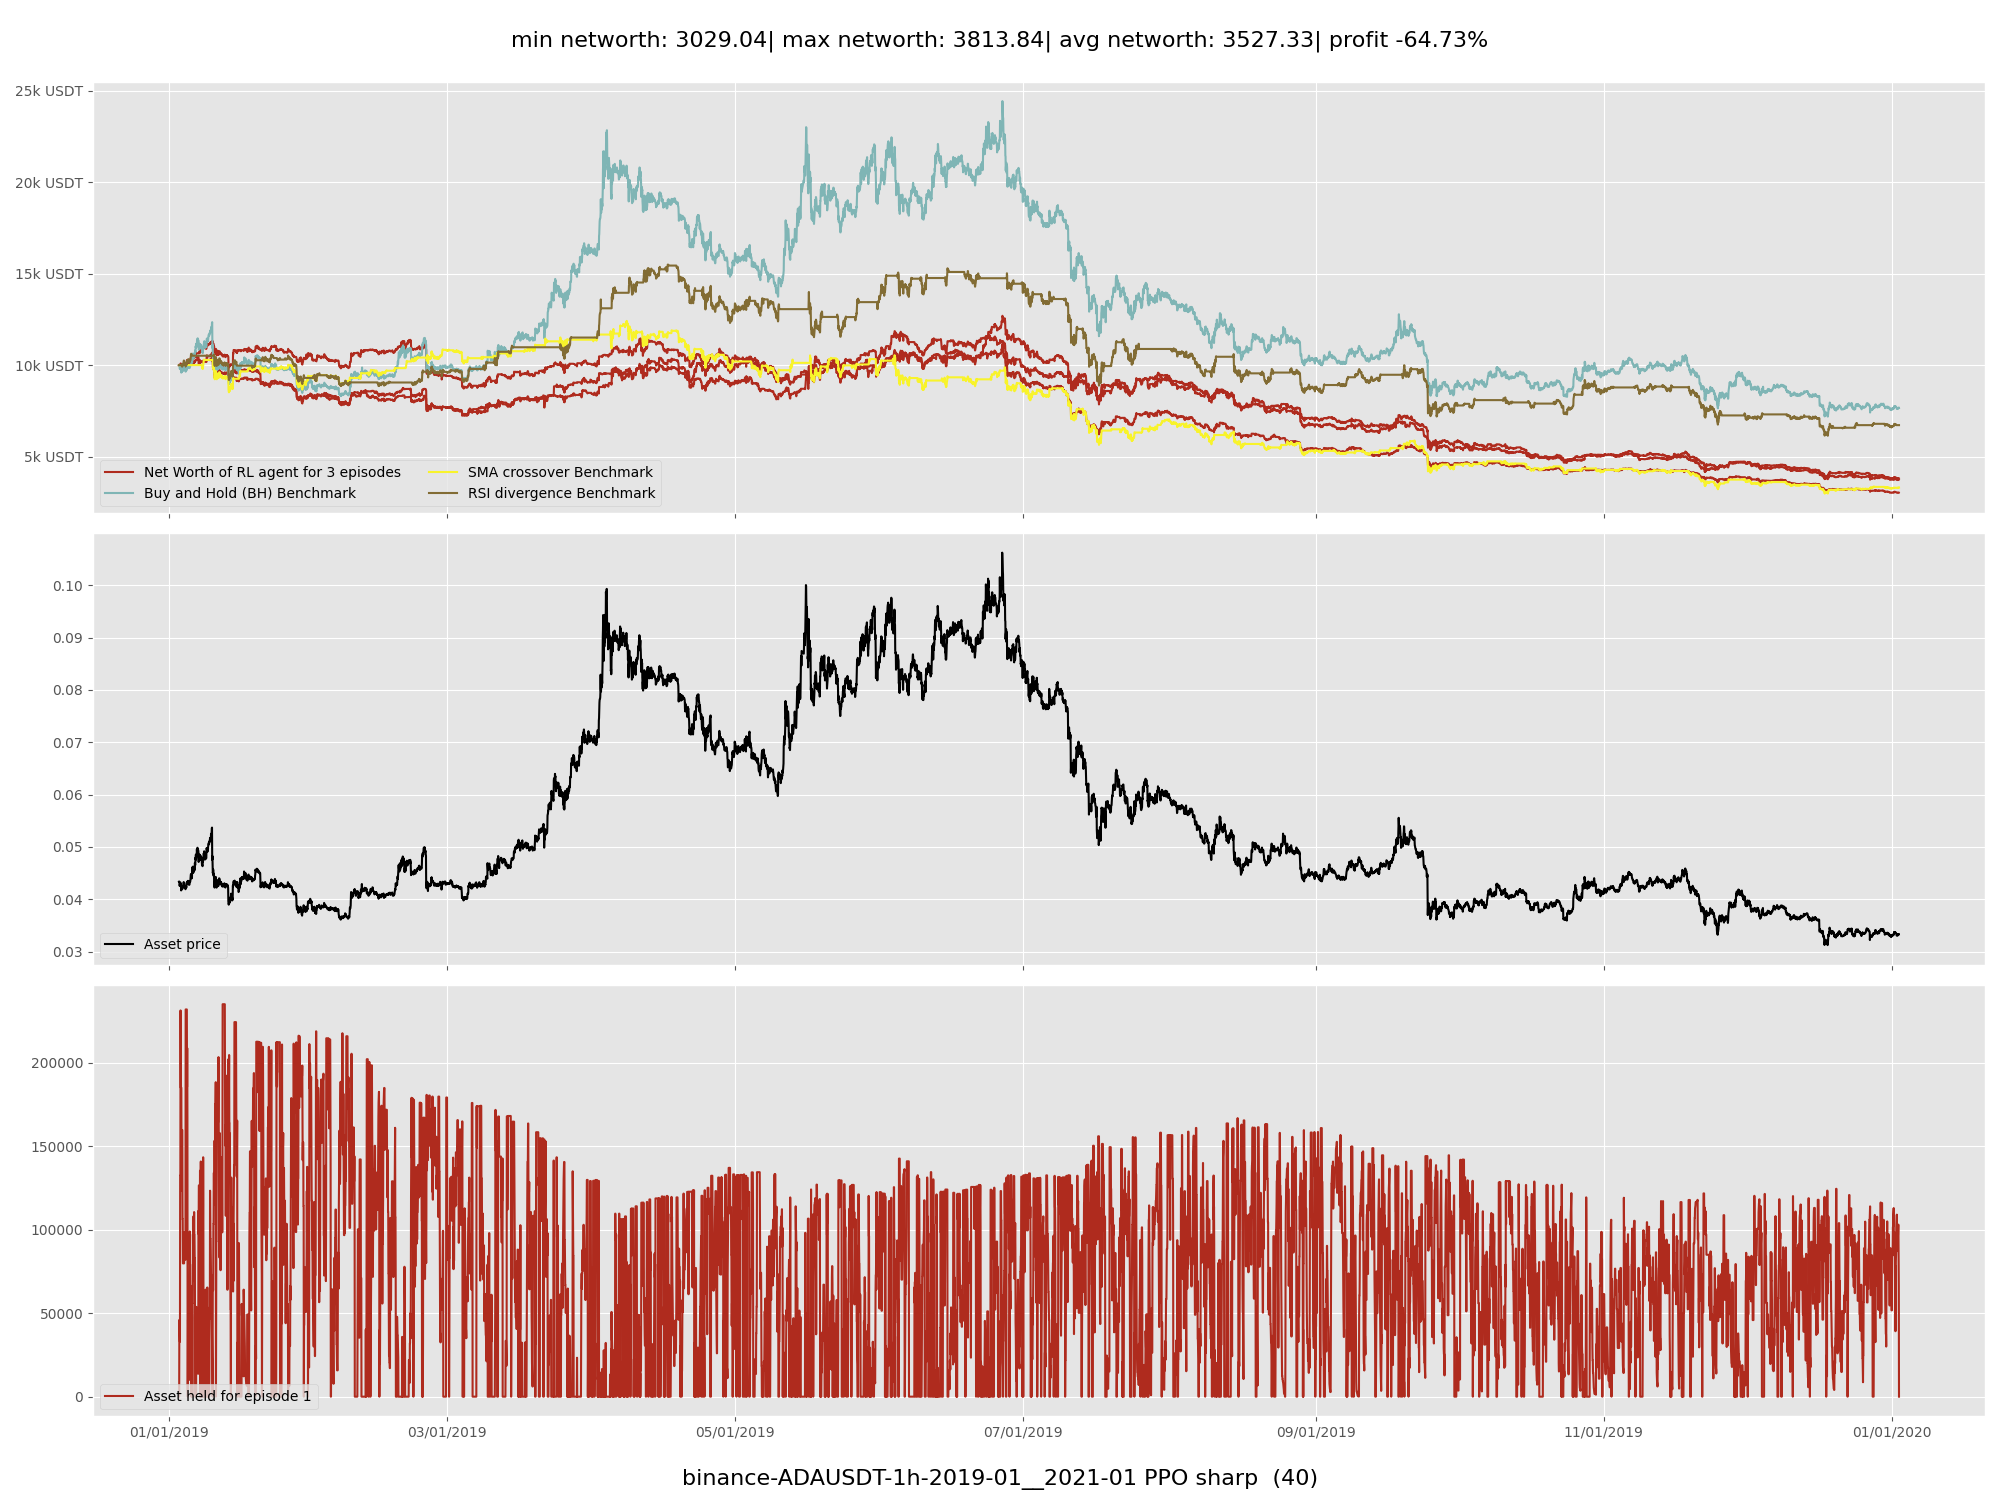 min networth: 3029.04| max networth: 3813.84| avg networth: 3527.33| profit -64.73%
25k USDT
20k USDT
15k USDT
10k USDT
5k USDT
Net Worth of RL agent for 3 episodes
Buy and Hold (BH) Benchmark
SMA crossover Benchmark
RSI divergence Benchmark
0.10
0.09
0.08
0.07
0.06
0.05
0.04
0.03
Asset price
200000
150000
100000
50000
0
Asset held for episode 1
01/01/2019 03/01/2019 05/01/2019 07/01/2019 09/01/2019 11/01/2019 01/01/2020
binance-ADAUSDT-1h-2019-01__2021-01 PPO sharp (40)